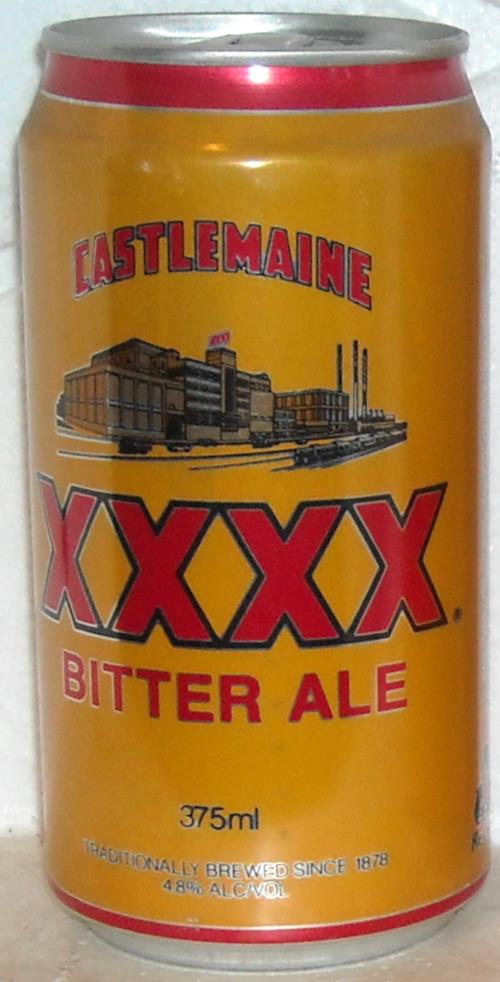 CASTLEMAINE
XXXX
BITTER ALE
375ml
TRADITIONALLY BREWED SINCE 1878
4.8% ALC/VOL